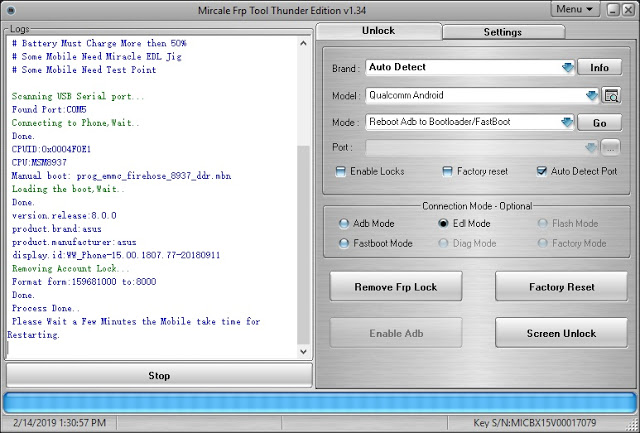 Mircale Frp Tool Thunder Edition v1.34
Menu
Logs
# Battery Must Charge More then 50%
# Some Mobile Need Miracle EDL Jig
# Some Mobile Need Test Point
Scanning USB Serial port...
Found Port:COM5
Connecting to Phone,Wait..
Done.
CPUID:0x0004F0E1
CPU:MSM8937
Manual boot: prog_emmc_firehose_8937_ddr.mbn
Loading the boot,Wait..
Done.
version.release:8.0.0
product.brand:asus
product.manufacturer:asus
display.id:WW_Phone-15.00.1807.77-20180911
Removing Account Lock...
Format form:159681000 to:8000
Done.
Process Done..
Please Wait a Few Minutes the Mobile take time for
Restarting.
Stop
Unlock
Settings
Brand : Auto Detect Info
Model : Qualcomm Android
Mode : Reboot Adb to Bootloader/FastBoot Go
Port : ...
Enable Locks Factory reset Auto Detect Port
Connection Mode - Optional
Adb Mode Edl Mode Flash Mode
Fastboot Mode Diag Mode Factory Mode
Remove Frp Lock Factory Reset
Enable Adb Screen Unlock
2/14/2019 1:30:57 PM Key S/N:MICBX15V00017079